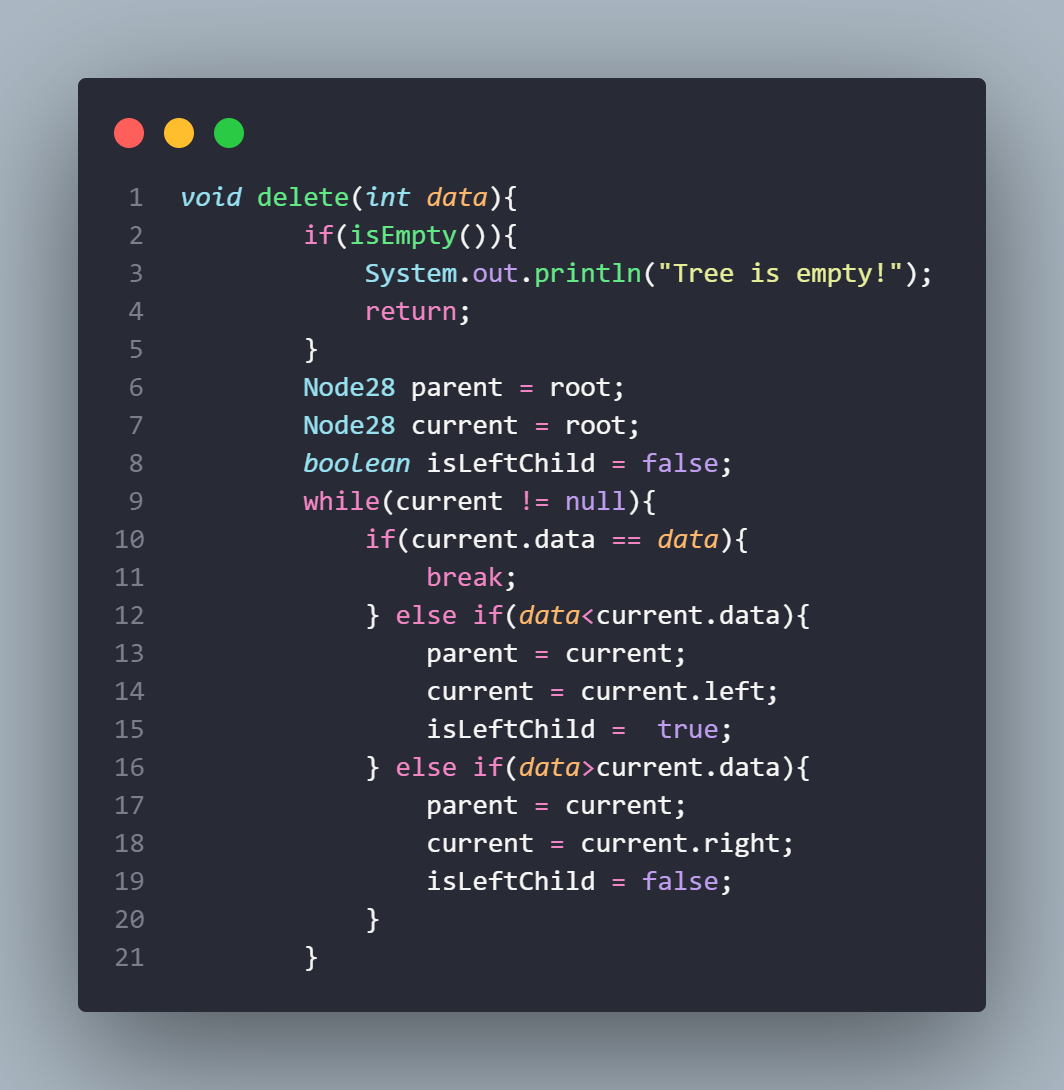 1 void delete(int data){
2 if(isEmpty()){
3 System.out.println("Tree is empty!");
4 return;
5 }
6 Node28 parent = root;
7 Node28 current = root;
8 boolean isLeftChild = false;
9 while(current != null){
10 if(current.data == data){
11 break;
12 } else if(data<current.data){
13 parent = current;
14 current = current.left;
15 isLeftChild =  true;
16 } else if(data>current.data){
17 parent = current;
18 current = current.right;
19 isLeftChild = false;
20 }
21 }